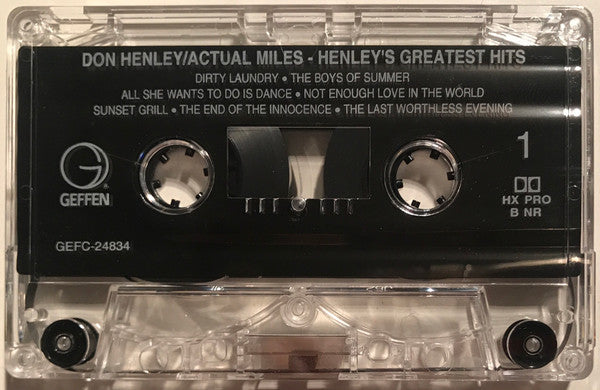 DON HENLEY/ACTUAL MILES - HENLEY'S GREATEST HITS
DIRTY LAUNDRY • THE BOYS OF SUMMER
ALL SHE WANTS TO DO IS DANCE • NOT ENOUGH LOVE IN THE WORLD
SUNSET GRILL • THE END OF THE INNOCENCE • THE LAST WORTHLESS EVENING
1
G
®
GEFFEN
HX PRO
B NR
GEFC-24834